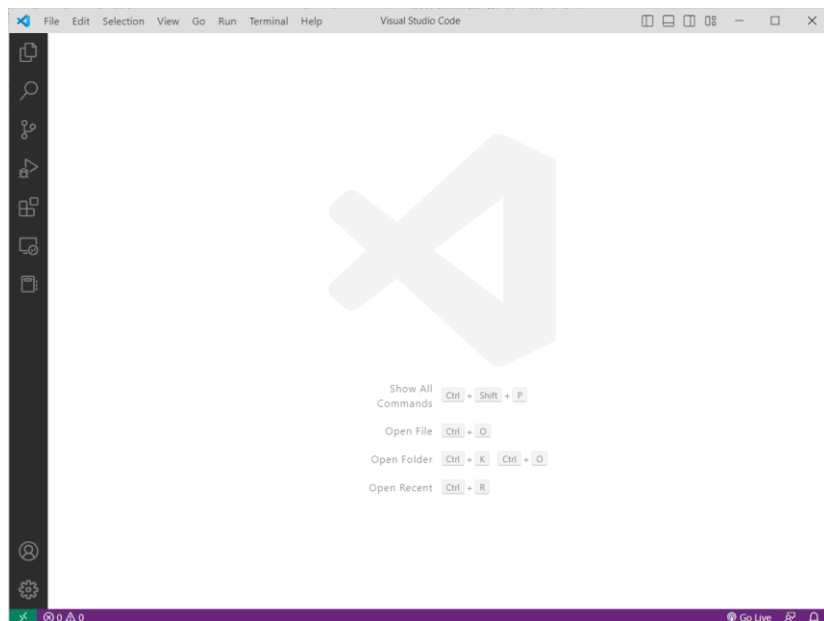 File Edit Selection View Go Run Terminal Help Visual Studio Code
Show All
Commands Ctrl + Shift + P
Open File Ctrl + O
Open Folder Ctrl + K Ctrl + O
Open Recent Ctrl + R
0 0 Go Live